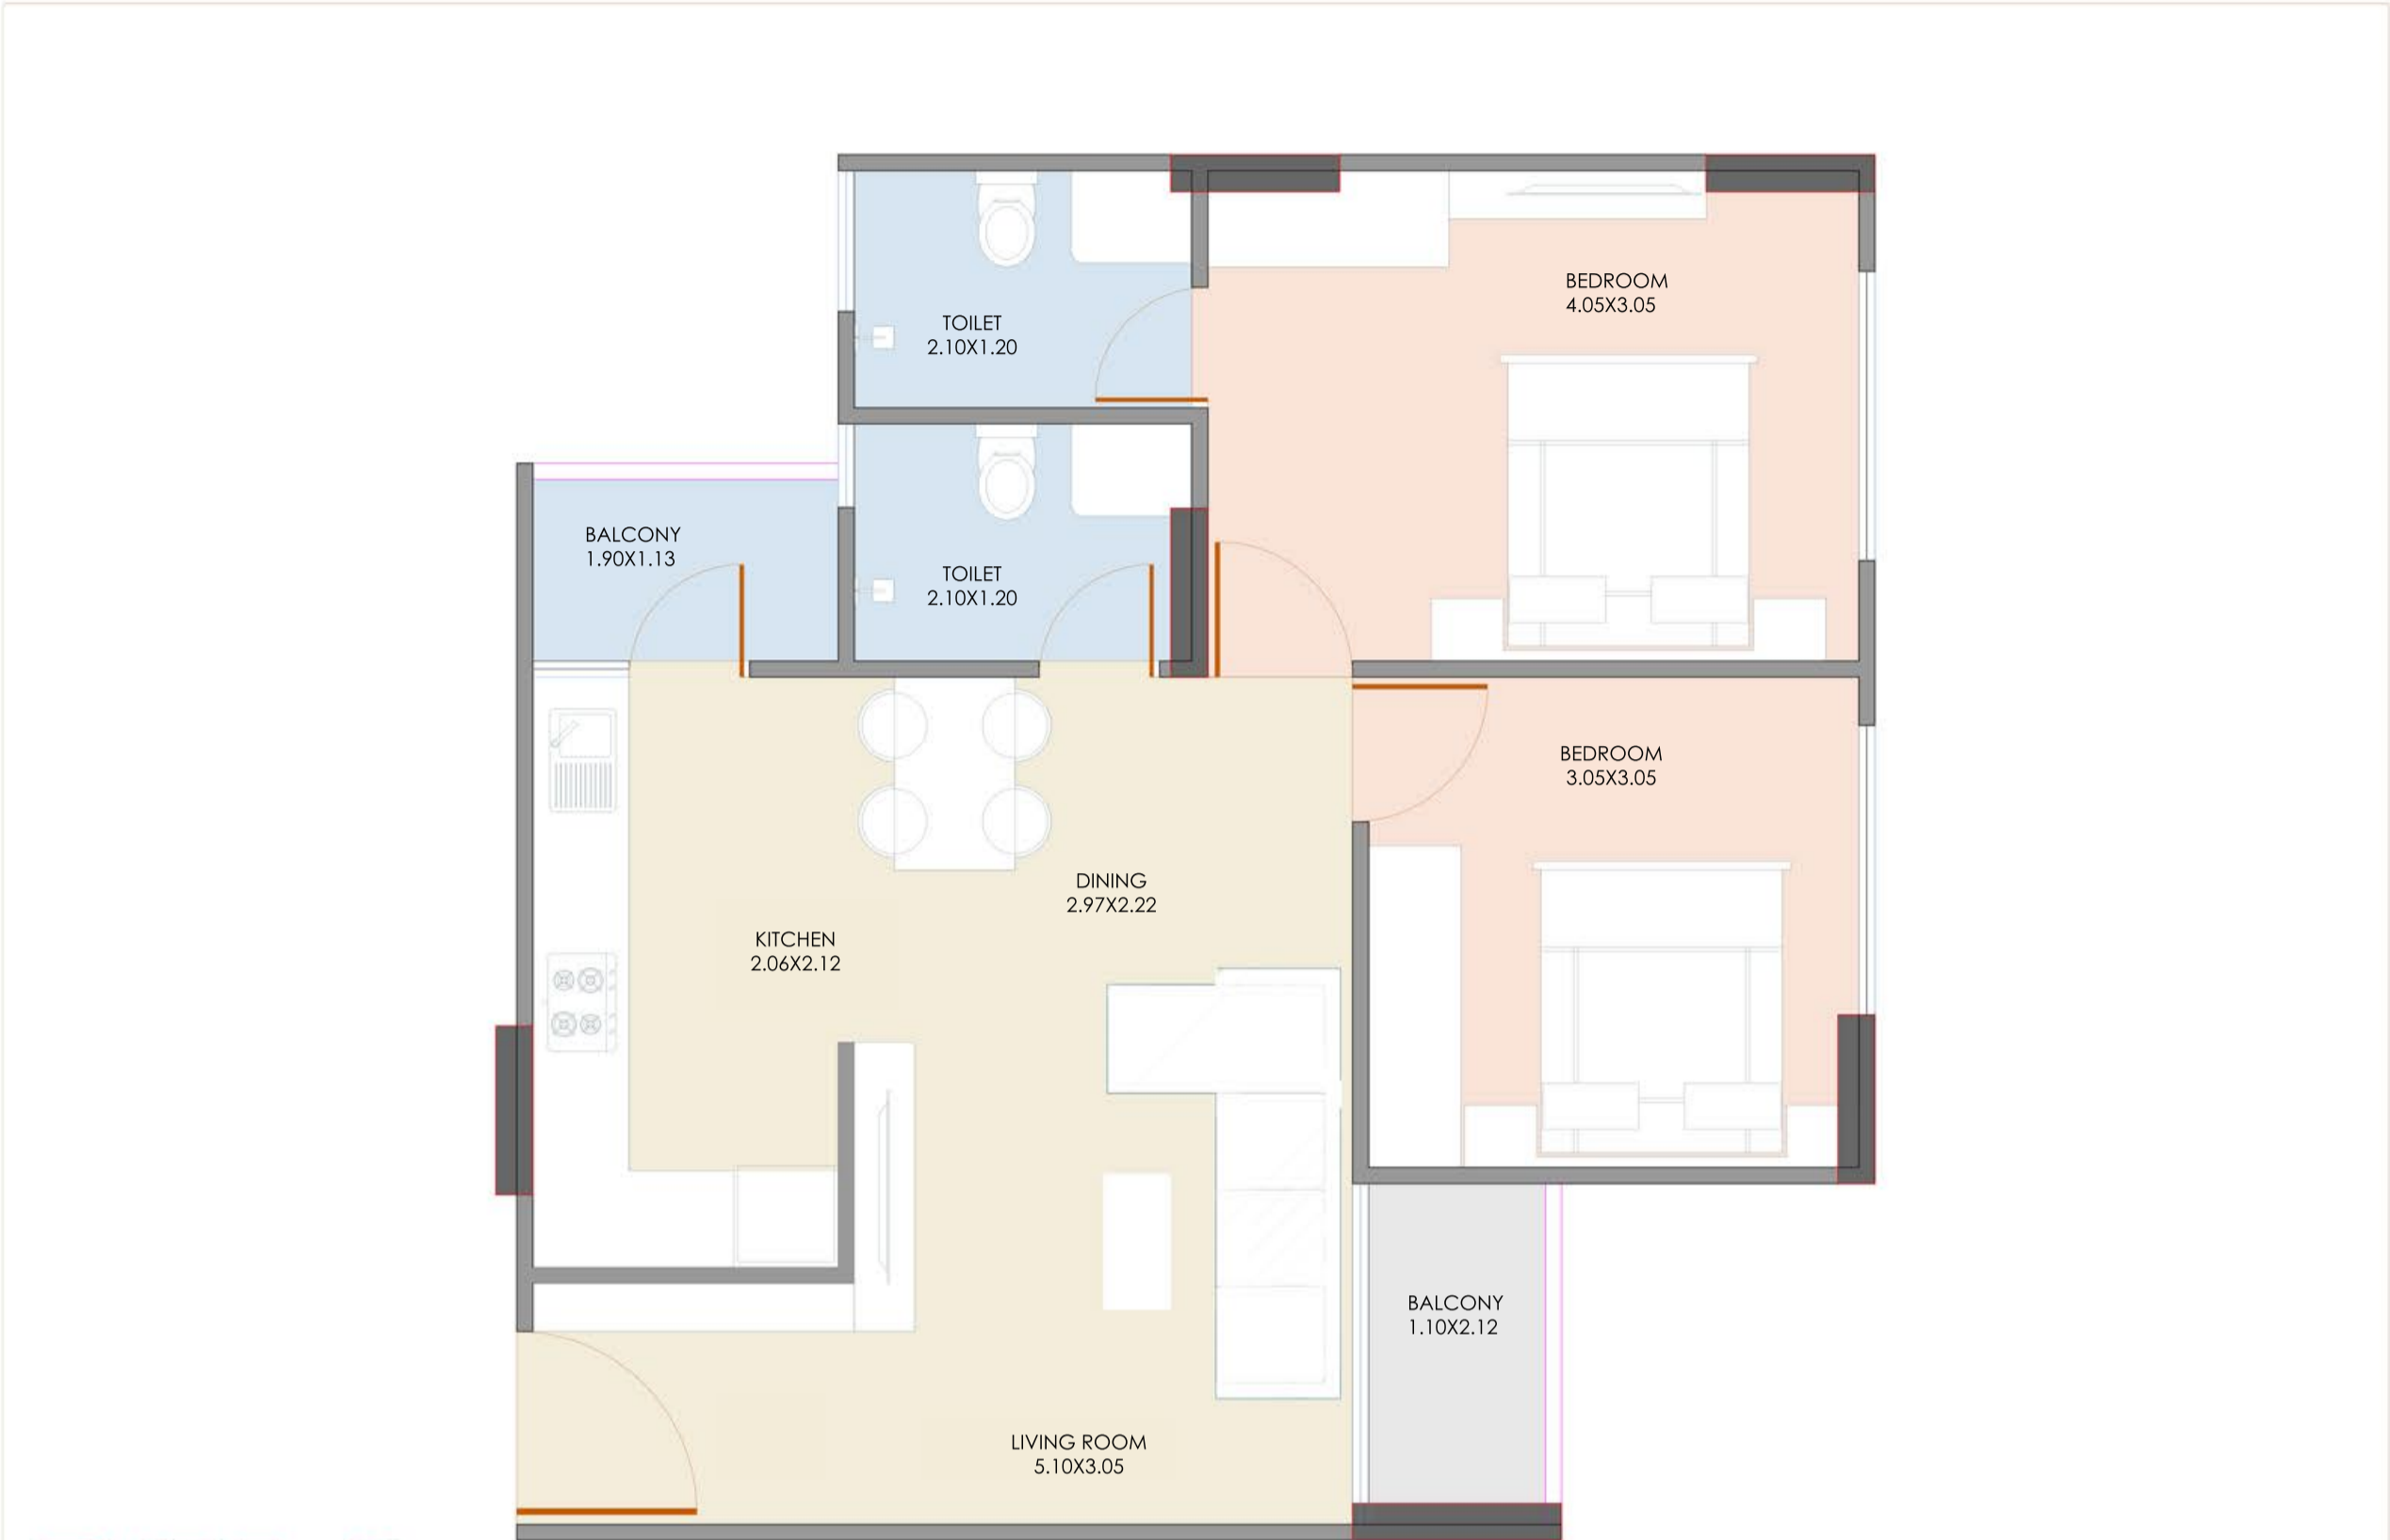 BEDROOM
4.05X3.05
TOILET
2.10X1.20
BALCONY
1.90X1.13
TOILET
2.10X1.20
BEDROOM
3.05X3.05
DINING
2.97X2.22
KITCHEN
2.06X2.12
BALCONY
1.10X2.12
LIVING ROOM
5.10X3.05